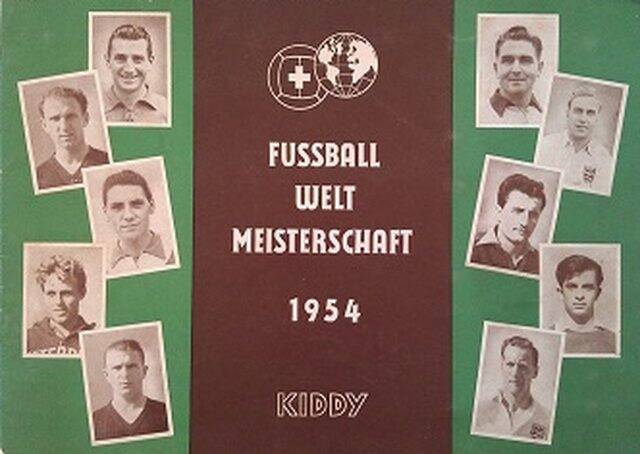 FUSSBALL
WELT
MEISTERSCHAFT
1954
KIDDY